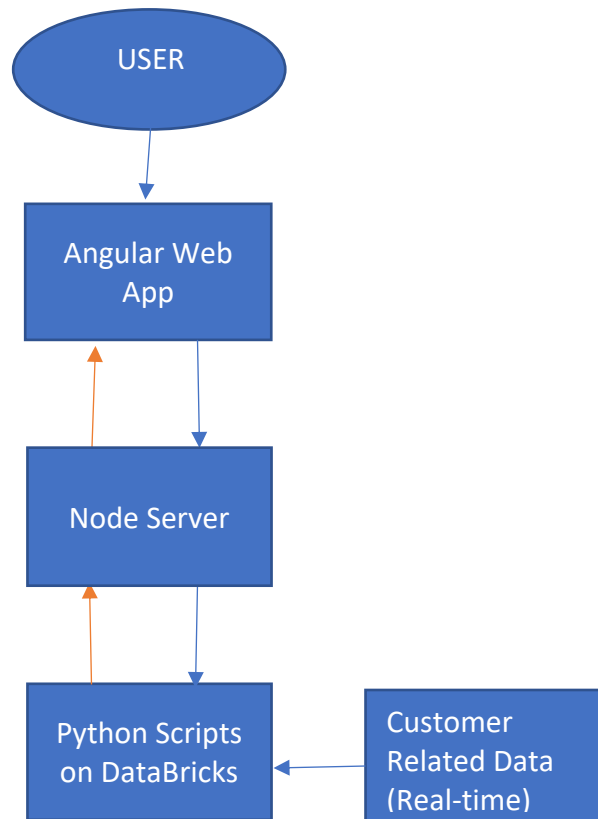 USER
Angular Web
App
Node Server
Python Scripts
on DataBricks
Customer
Related Data
(Real-time)